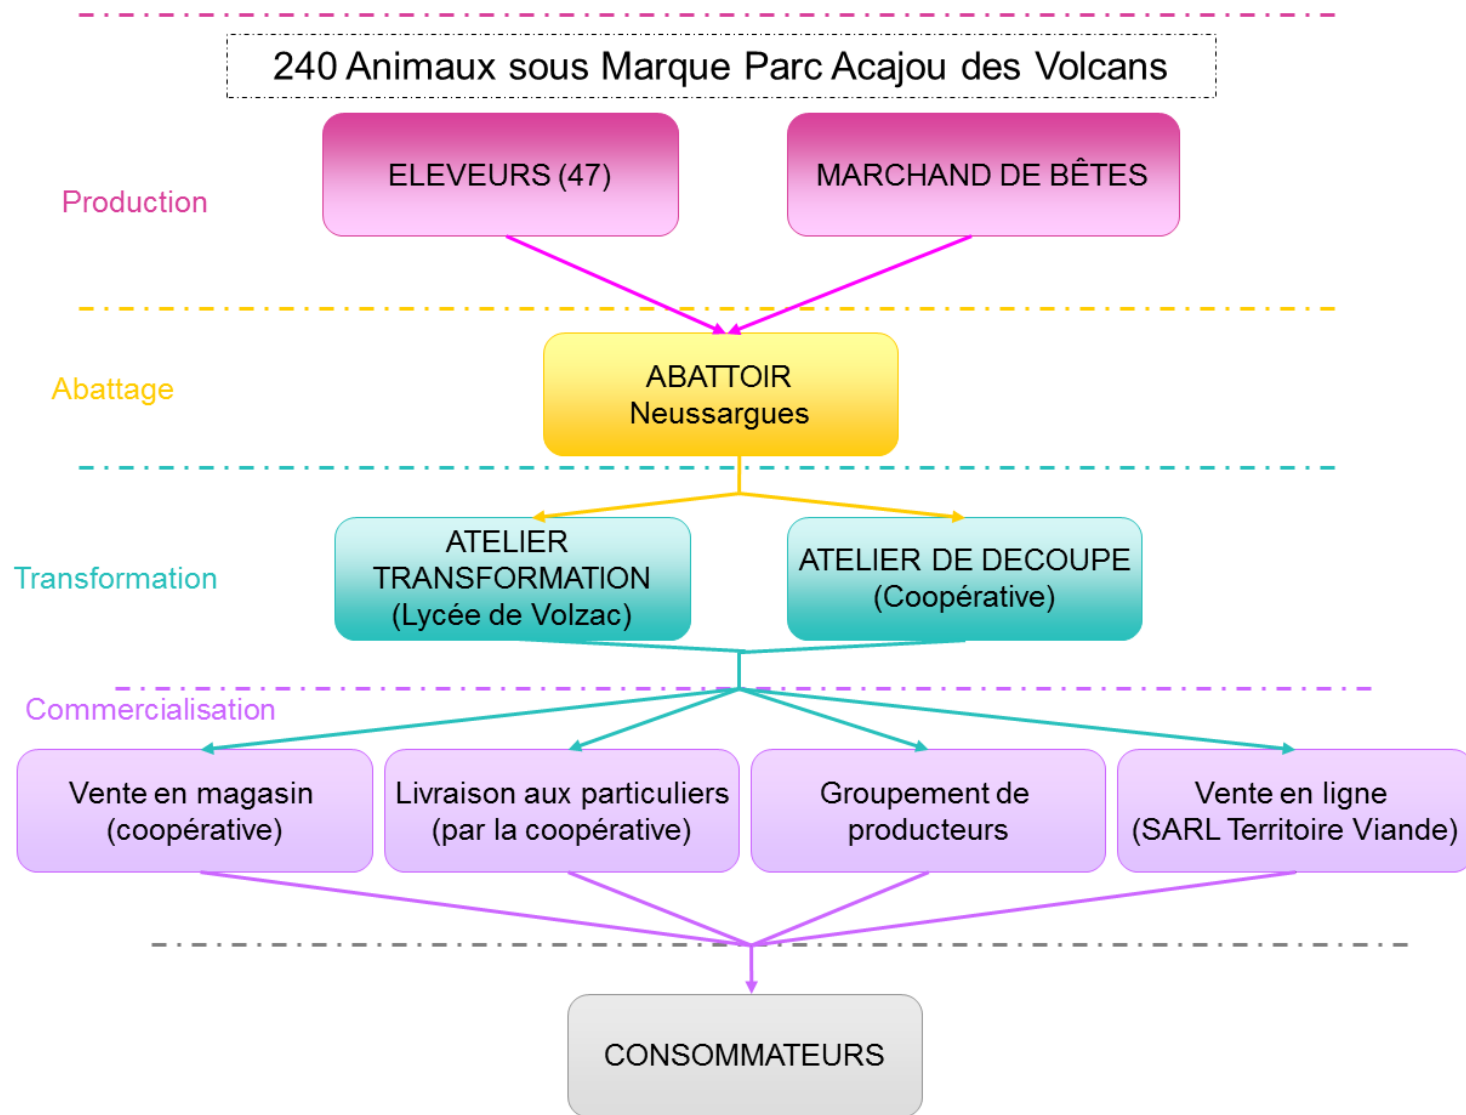 240 Animaux sous Marque Parc Acajou des Volcans
ELEVEURS (47)
MARCHAND DE BÊTES
Production
ABATTOIR
Neussargues
Abattage
ATELIER
TRANSFORMATION
(Lycée de Volzac)
ATELIER DE DECOUPE
(Coopérative)
Transformation
Commercialisation
Vente en magasin
(coopérative)
Livraison aux particuliers
(par la coopérative)
Groupement de
producteurs
Vente en ligne
(SARL Territoire Viande)
CONSOMMATEURS